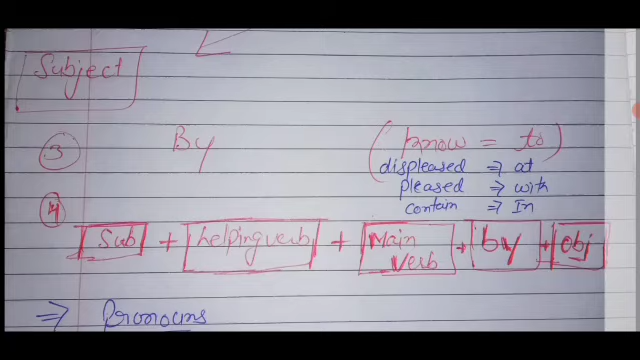 Subject
3 By (know = to)
displeased ⇒ at
pleased ⇒ with
contain ⇒ In
4
Sub + helping verb + Main Verb + by + obj
⇒ Pronouns